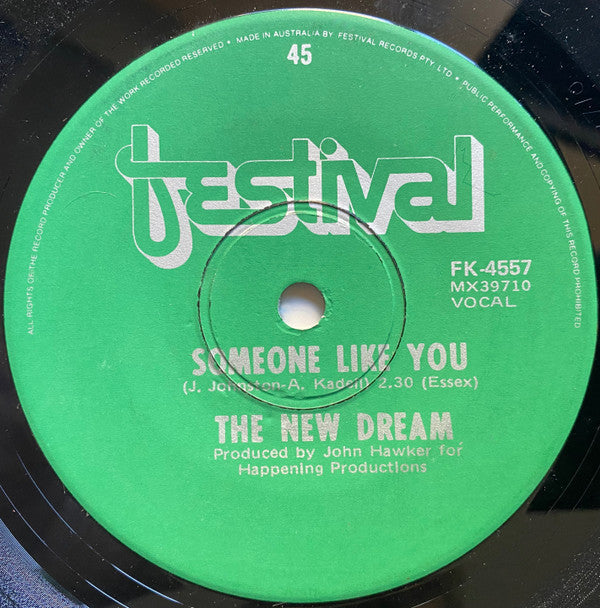 ALL RIGHTS OF THE RECORD PRODUCER AND OWNER OF THE WORK RECORDED RESERVED • MADE IN AUSTRALIA BY FESTIVAL RECORDS PTY. LTD • PUBLIC PERFORMANCE AND COPYING OF THIS RECORD PROHIBITED
45
festival
FK-4557
MX39710
VOCAL
SOMEONE LIKE YOU
(J. Johnston-A. Kadell) 2.30 (Essex)
THE NEW DREAM
Produced by John Hawker for
Happening Productions